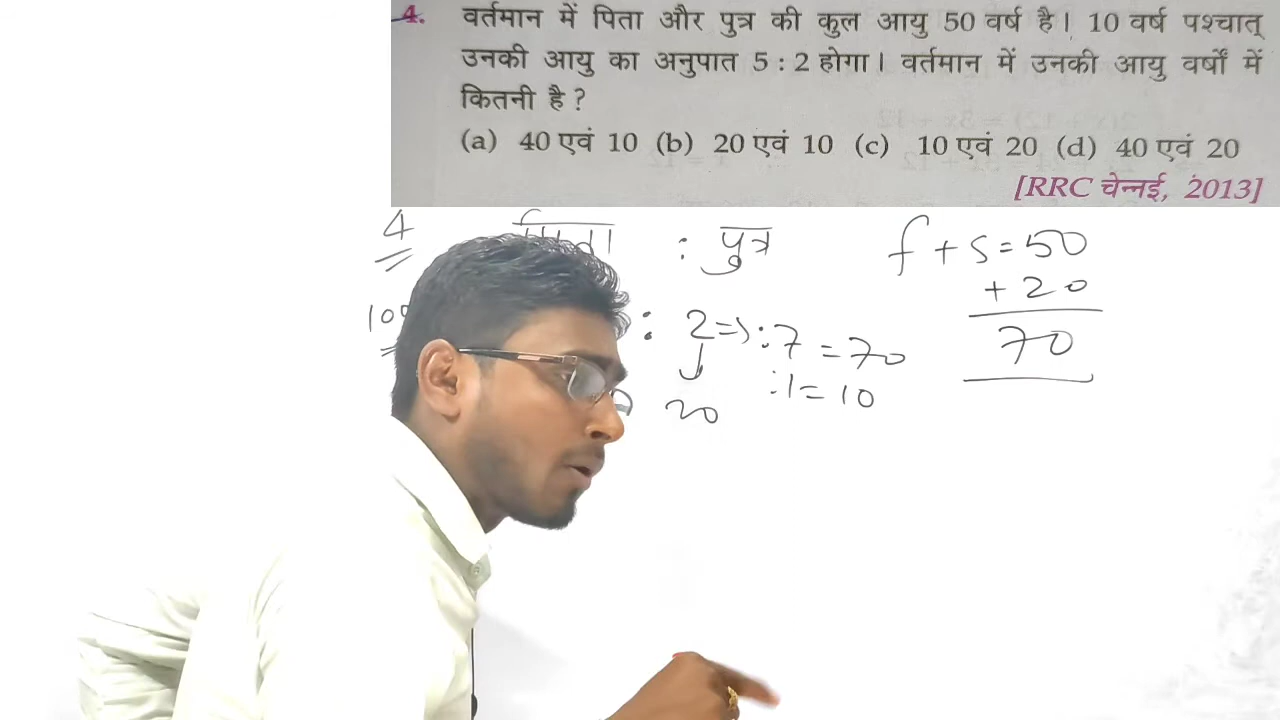 4. वर्तमान में पिता और पुत्र की कुल आयु 50 वर्ष है। 10 वर्ष पश्चात्
उनकी आयु का अनुपात 5 : 2 होगा। वर्तमान में उनकी आयु वर्षों में
कितनी है ?
(a) 40 एवं 10 (b) 20 एवं 10 (c) 10 एवं 20 (d) 40 एवं 20
[RRC चेन्नई, 2013]
4 : पुत्र f + s = 50
+ 20
: 2 => : 7 = 70 70
: 1 = 10
20